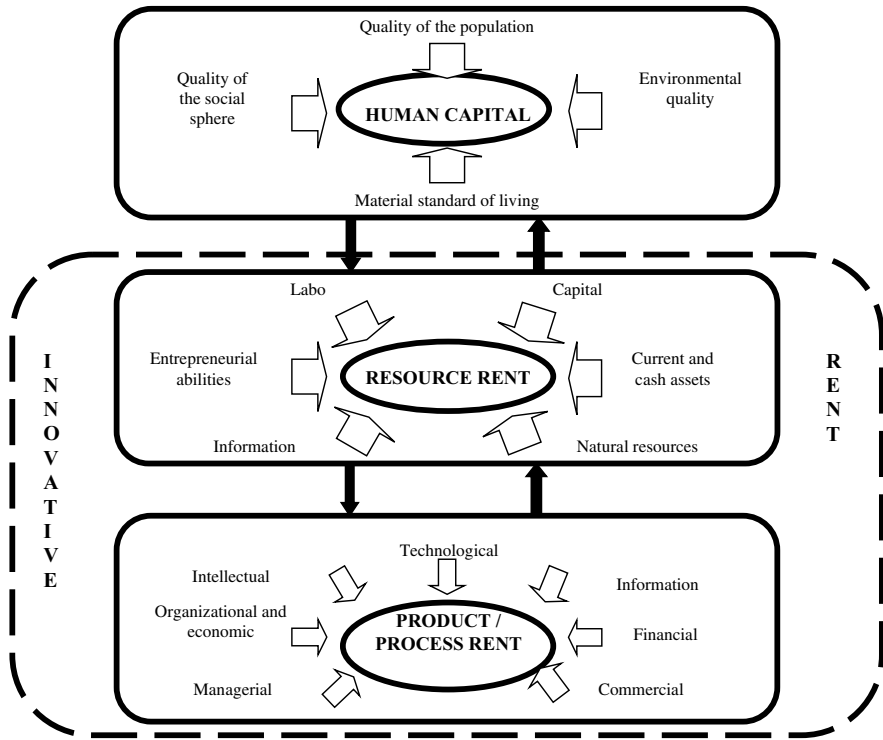 Quality of the population
Quality of
the social
sphere
HUMAN CAPITAL
Environmental
quality
Material standard of living
INNOVATIVE
RENT
Labo
Capital
Entrepreneurial
abilities
RESOURCE RENT
Current and
cash assets
Information
Natural resources
Technological
Intellectual
Information
Organizational and
economic
PRODUCT /
PROCESS RENT
Financial
Managerial
Commercial